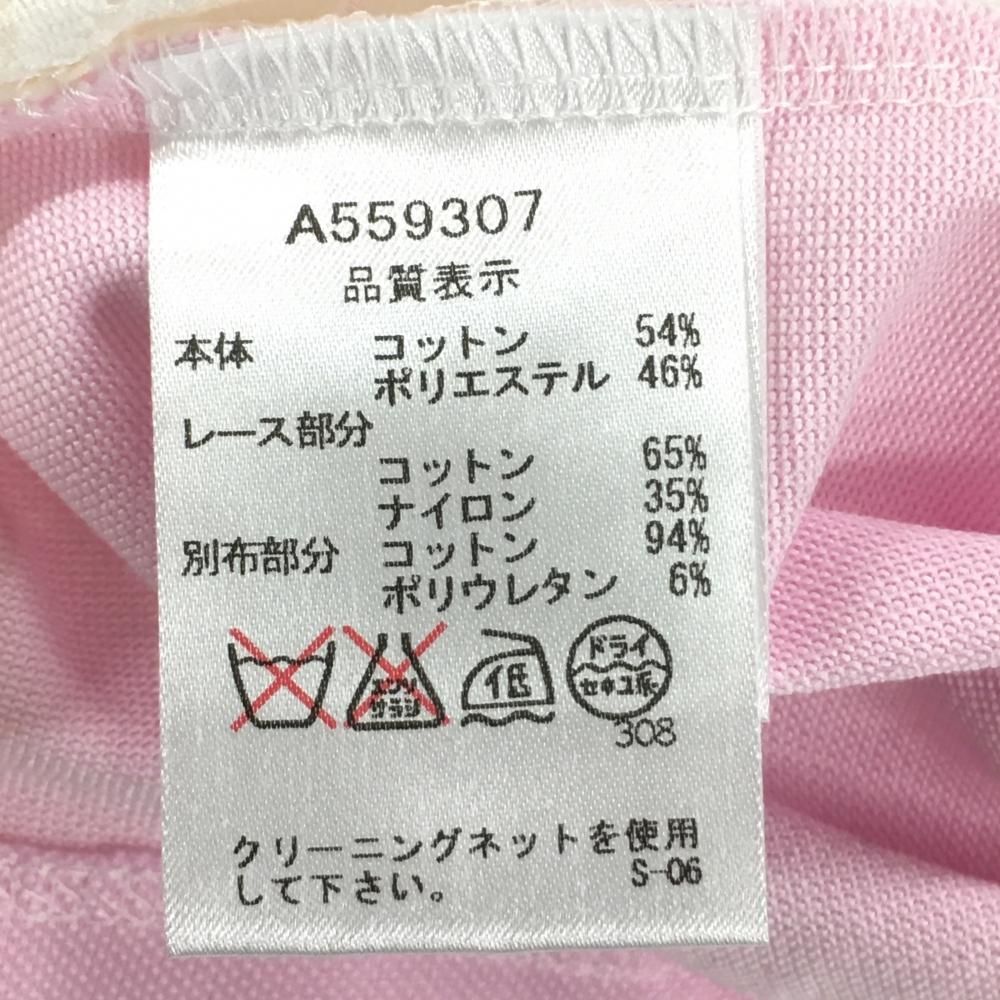 A559307
品質表示
本体 コットン 54%
ポリエステル 46%
レース部分
コットン 65%
ナイロン 35%
別布部分 コットン 94%
ポリウレタン 6%
エンソサラシ 低 ドライセキユ系
308
クリーニングネットを使用
して下さい。 S-06